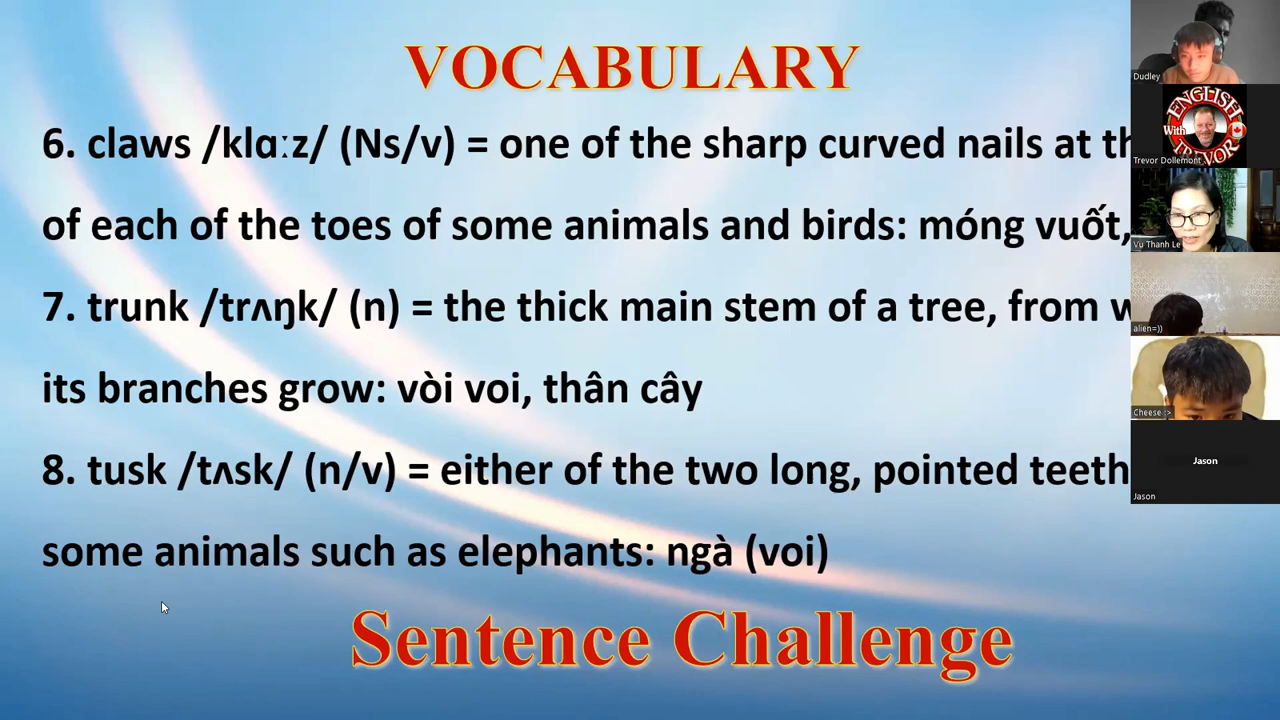 VOCABULARY
6. claws /klɑːz/ (Ns/v) = one of the sharp curved nails at th
of each of the toes of some animals and birds: móng vuốt,
7. trunk /trʌŋk/ (n) = the thick main stem of a tree, from w
its branches grow: vòi voi, thân cây
8. tusk /tʌsk/ (n/v) = either of the two long, pointed teeth
some animals such as elephants: ngà (voi)
Sentence Challenge
Dudley
ENGLISH
With
TREVOR
Trevor Dollemont
Vu Thanh Le
alien=))
Cheese :>
Jason
Jason